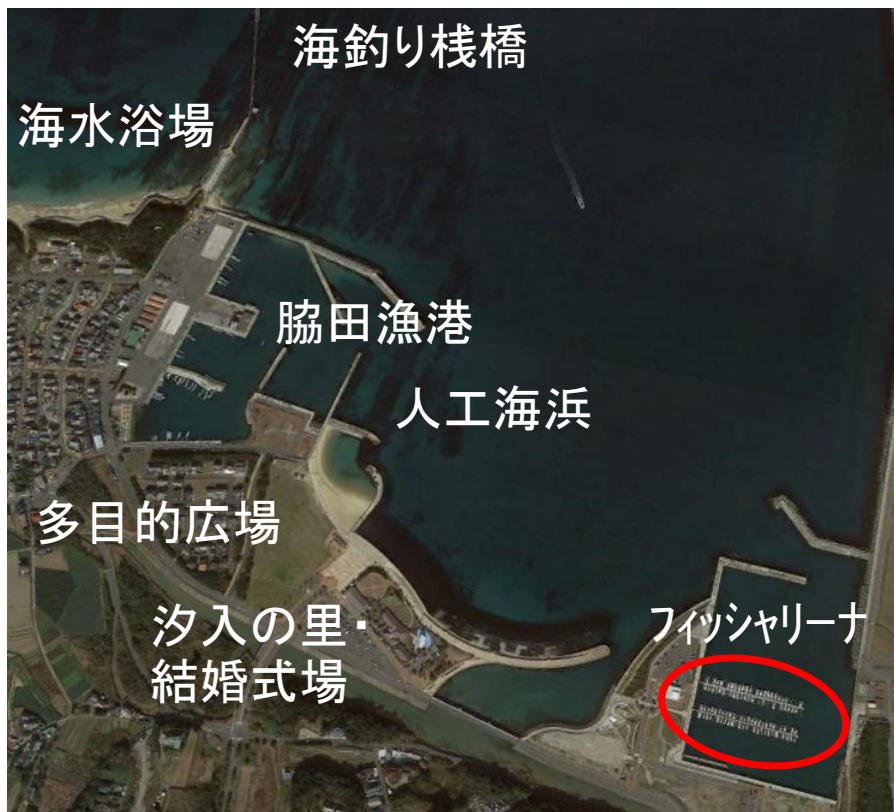 海釣り桟橋
海水浴場
脇田漁港
人工海浜
多目的広場
汐入の里・
結婚式場
フィッシャリーナ